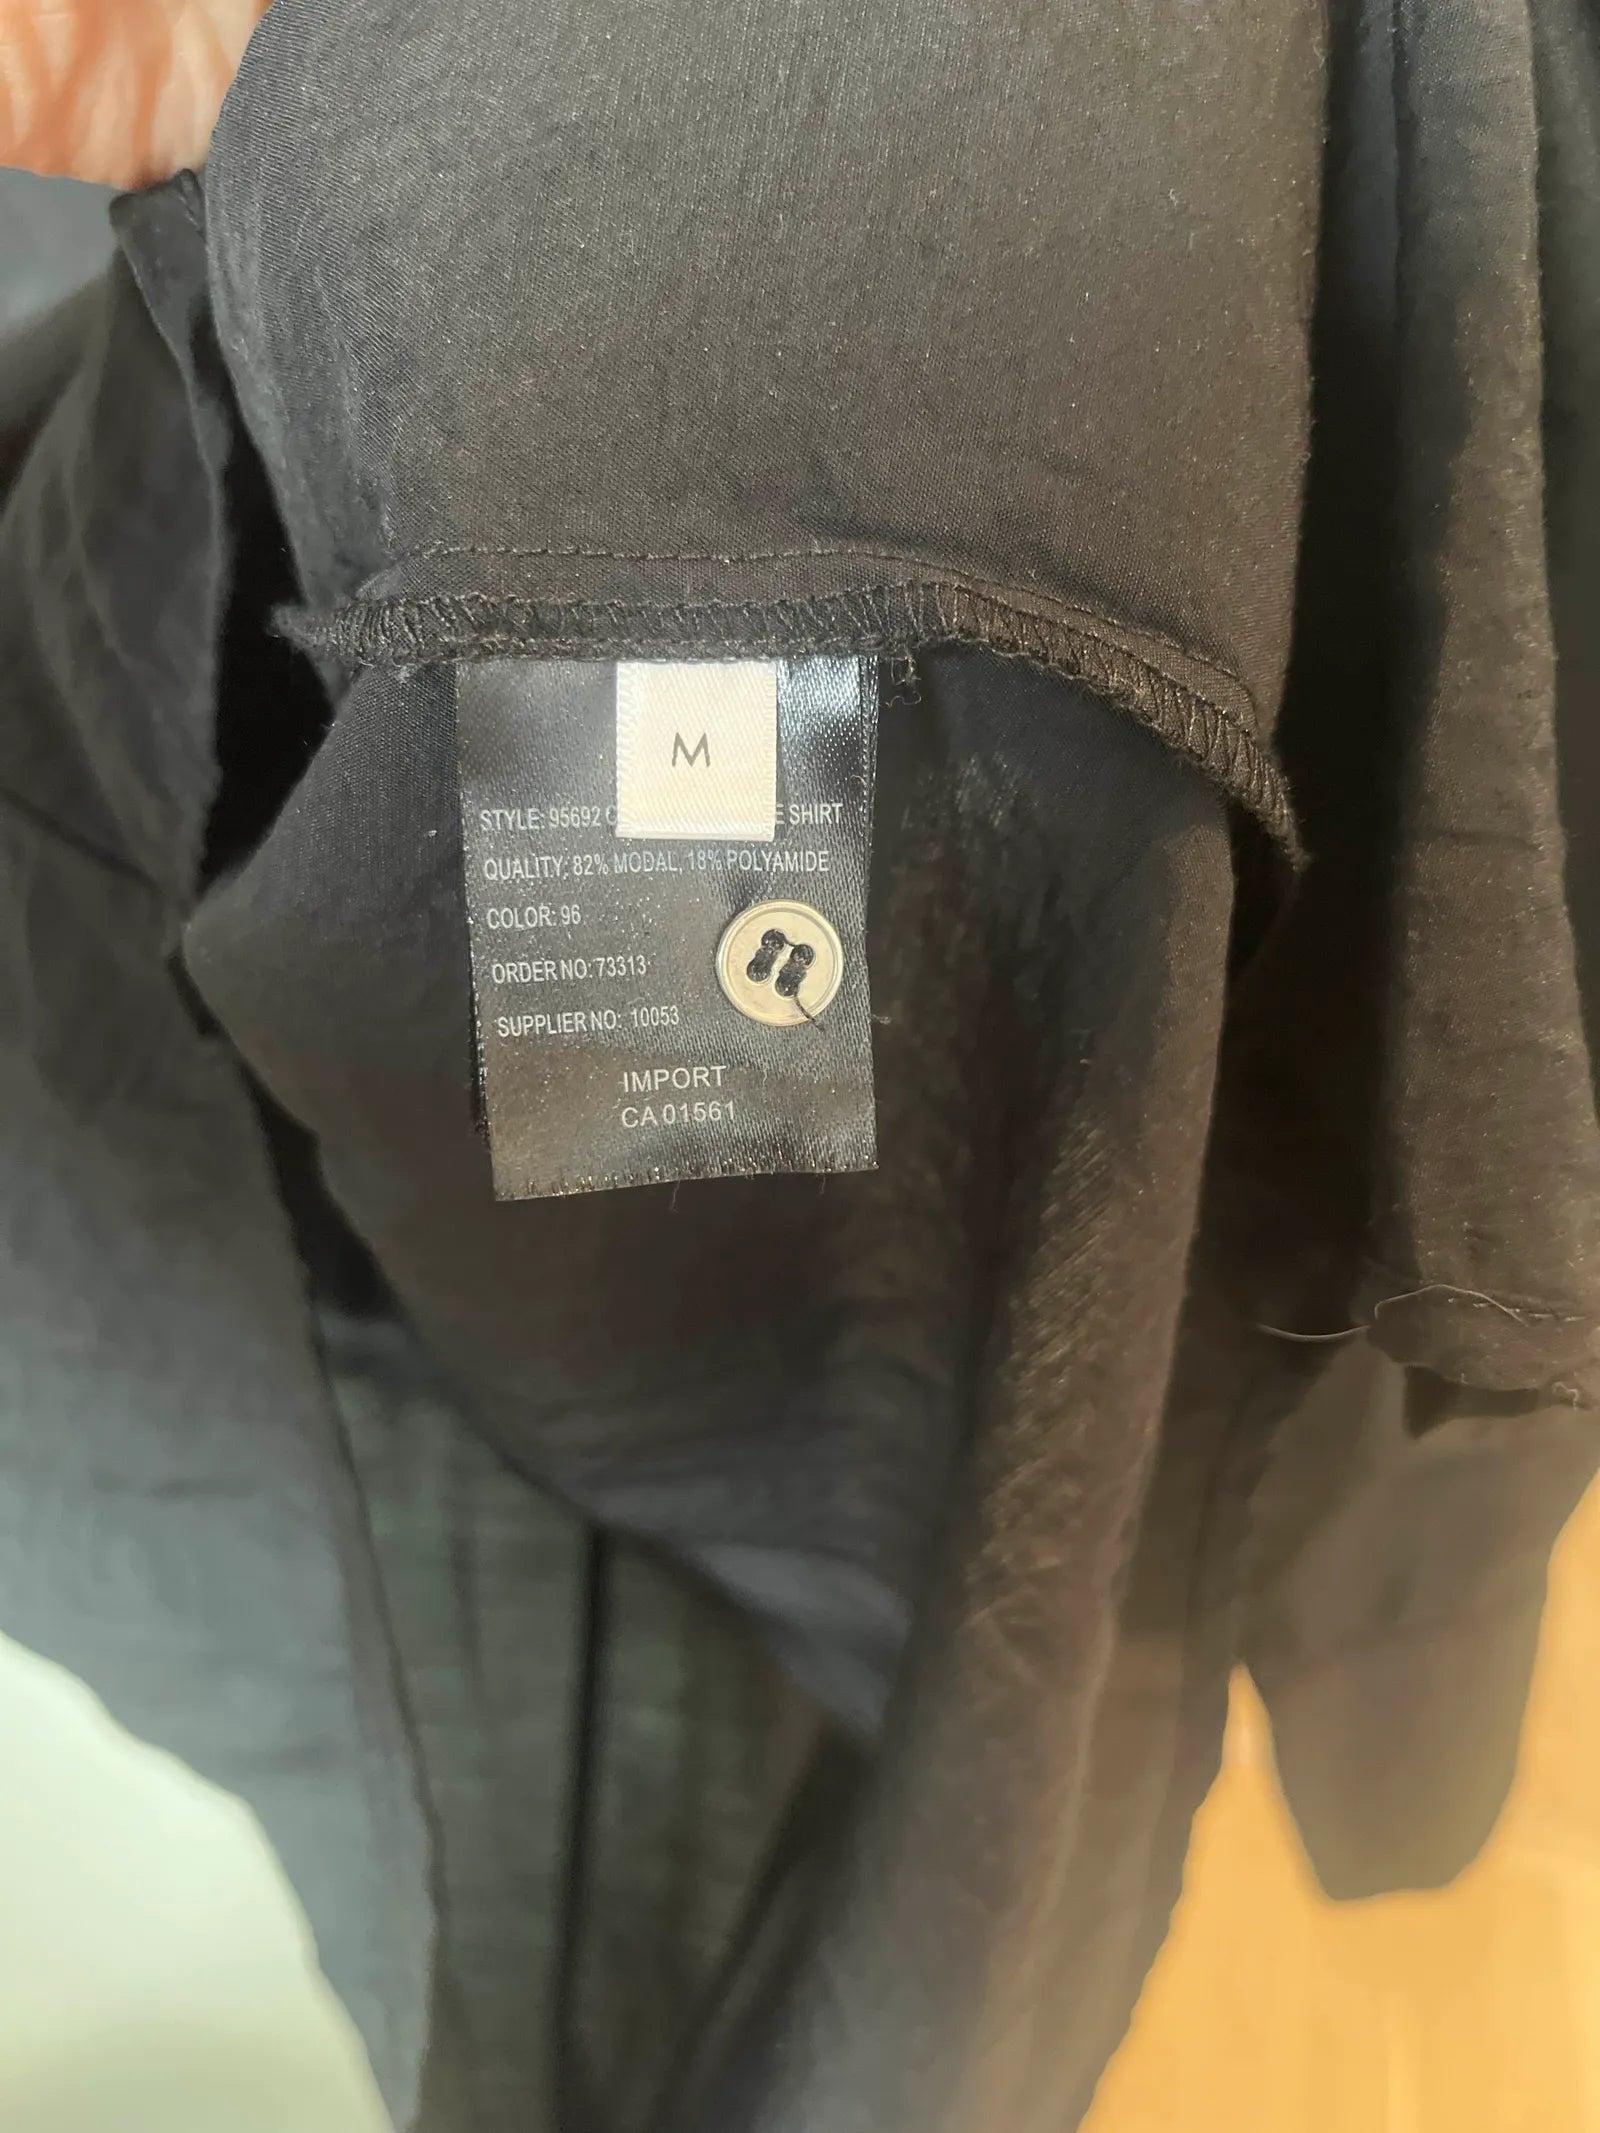 M
STYLE: 95692 SHIRT
QUALITY: 82% MODAL, 18% POLYAMIDE
COLOR: 96
ORDER NO: 73313
SUPPLIER NO: 10053
IMPORT
CA 01561